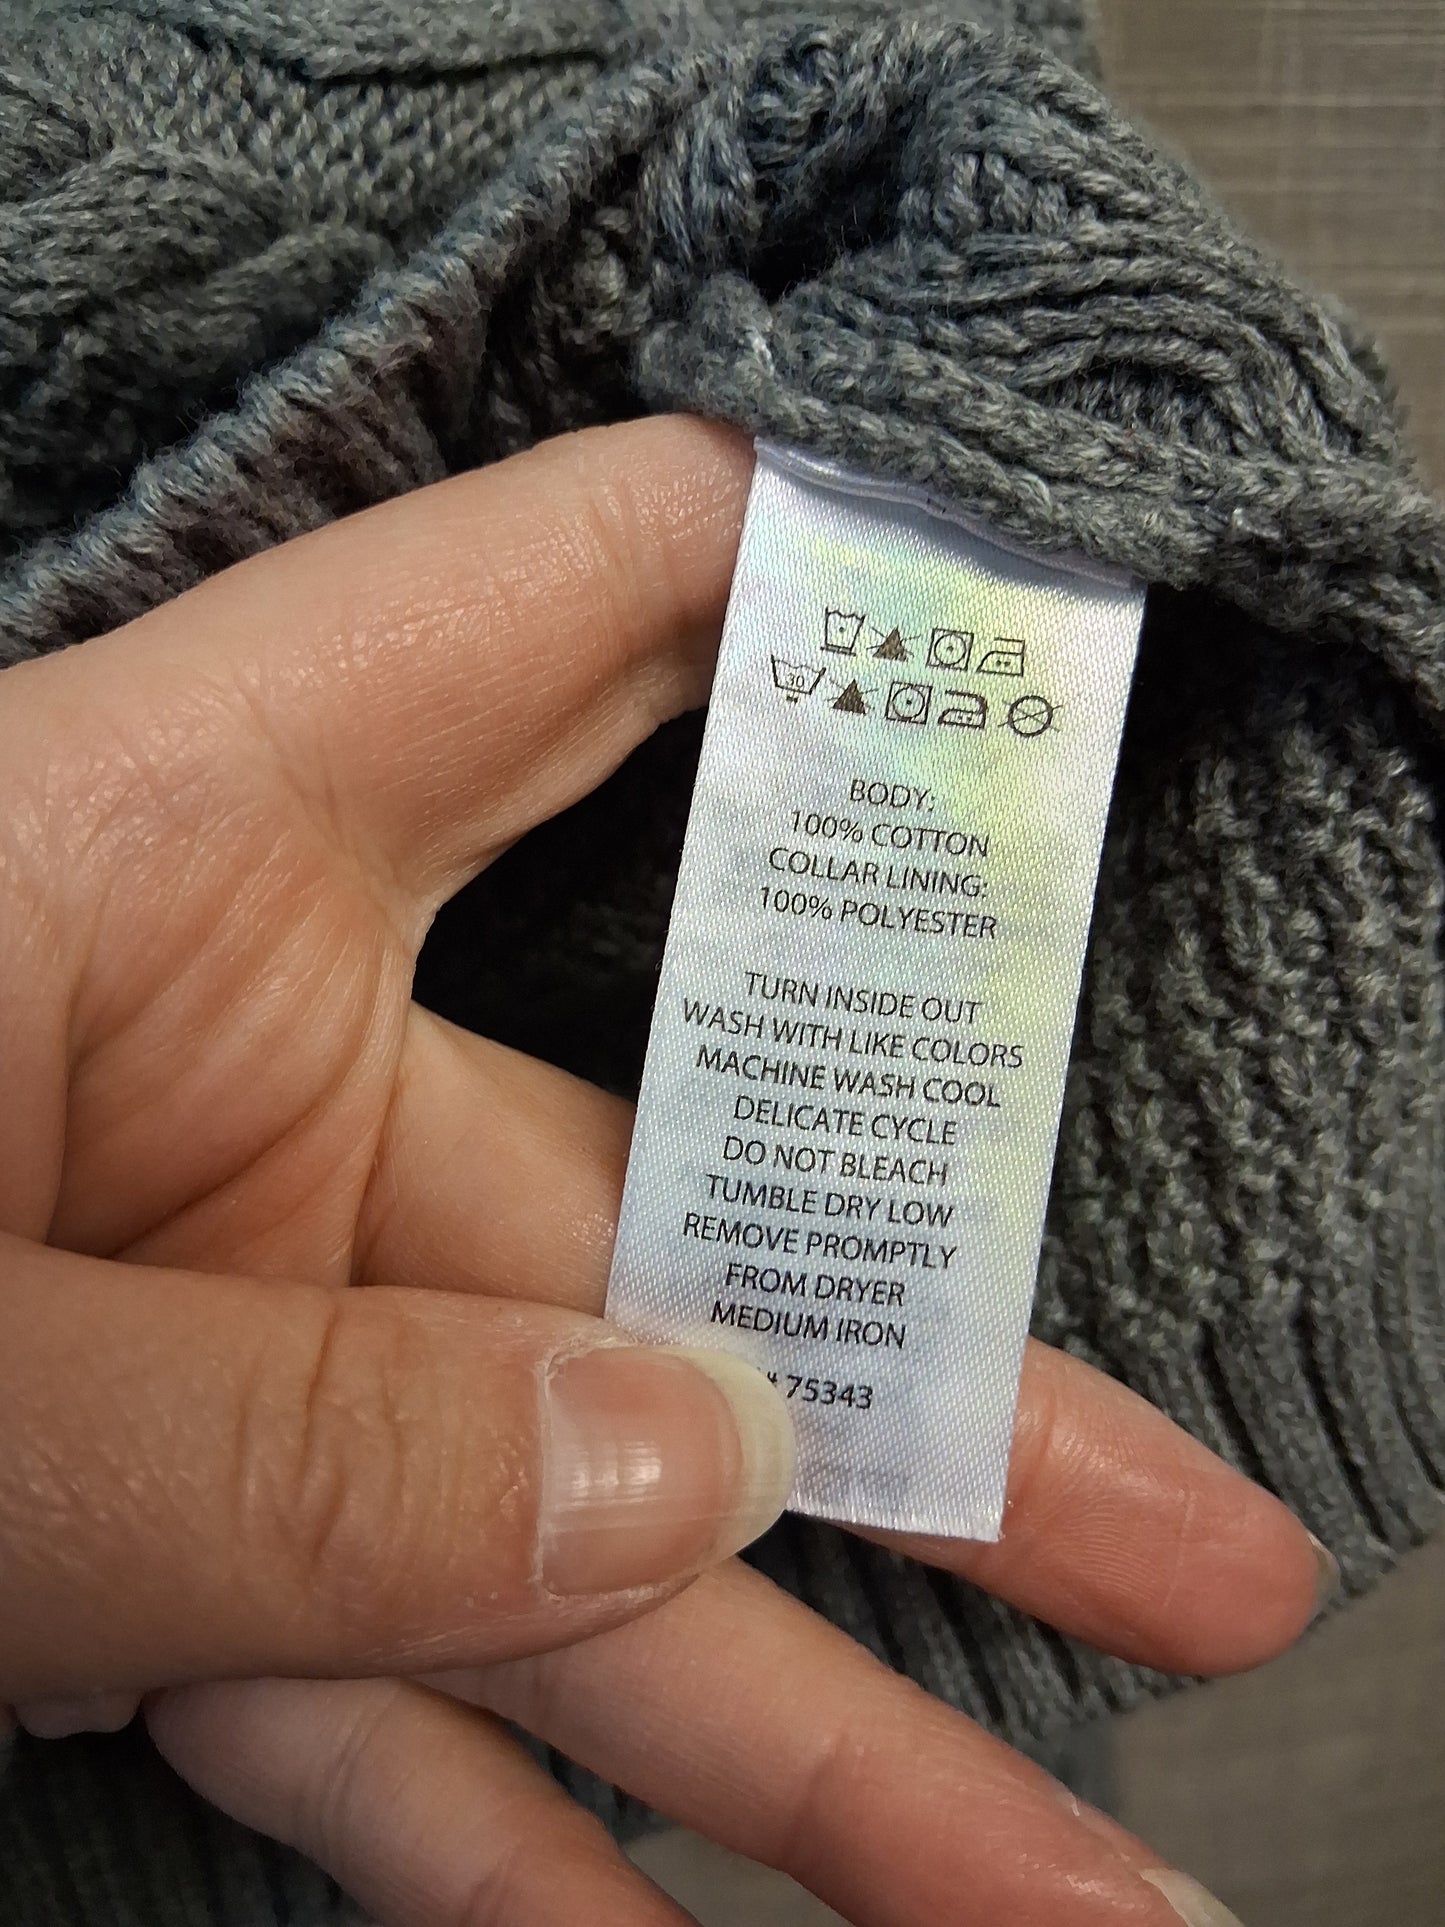 30
BODY:
100% COTTON
COLLAR LINING:
100% POLYESTER
TURN INSIDE OUT
WASH WITH LIKE COLORS
MACHINE WASH COOL
DELICATE CYCLE
DO NOT BLEACH
TUMBLE DRY LOW
REMOVE PROMPTLY
FROM DRYER
MEDIUM IRON
75343